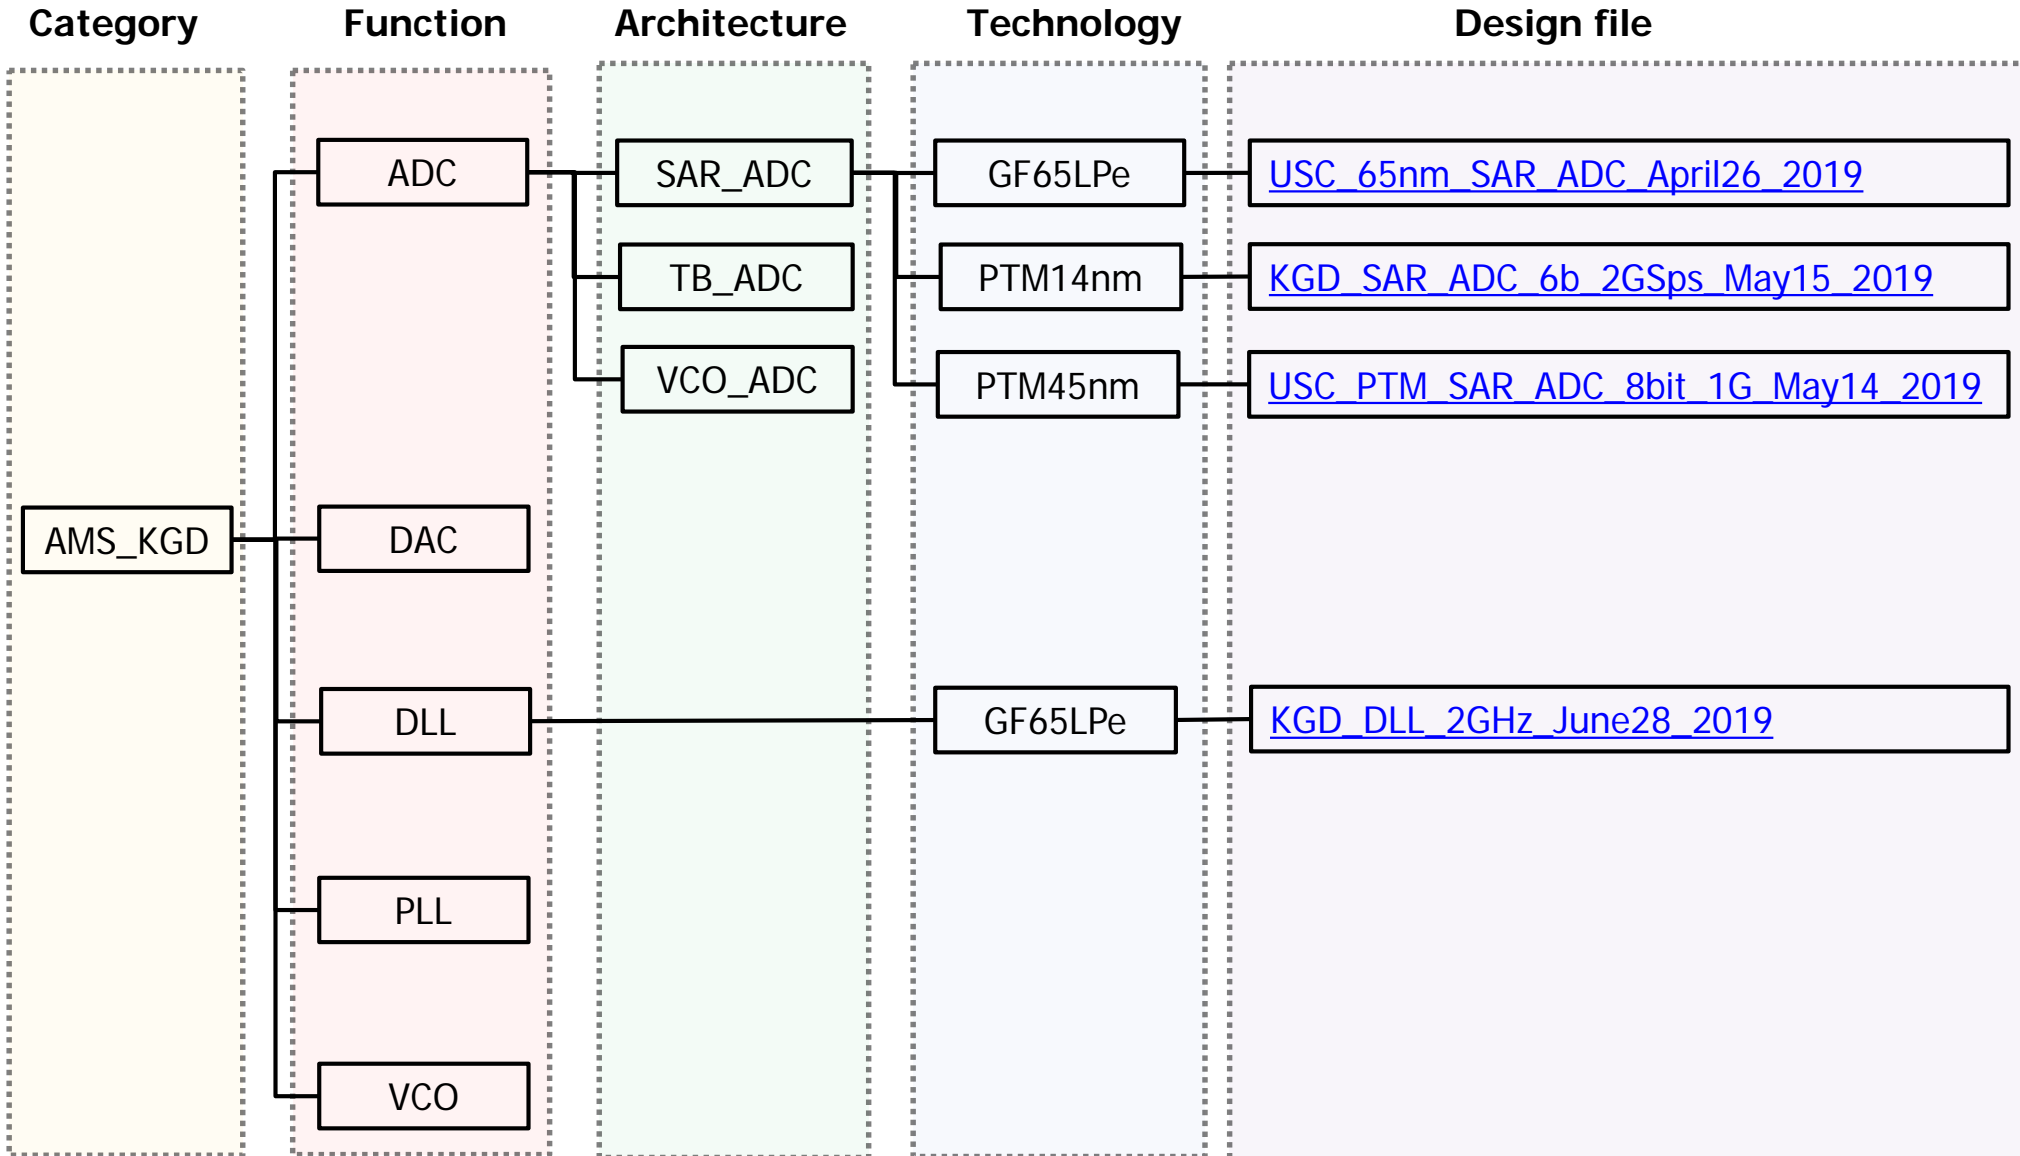 Category Function Architecture Technology Design file
ADC SAR_ADC GF65LPe USC_65nm_SAR_ADC_April26_2019
TB_ADC PTM14nm KGD_SAR_ADC_6b_2GSps_May15_2019
VCO_ADC PTM45nm USC_PTM_SAR_ADC_8bit_1G_May14_2019
AMS_KGD DAC
DLL GF65LPe KGD_DLL_2GHz_June28_2019
PLL
VCO